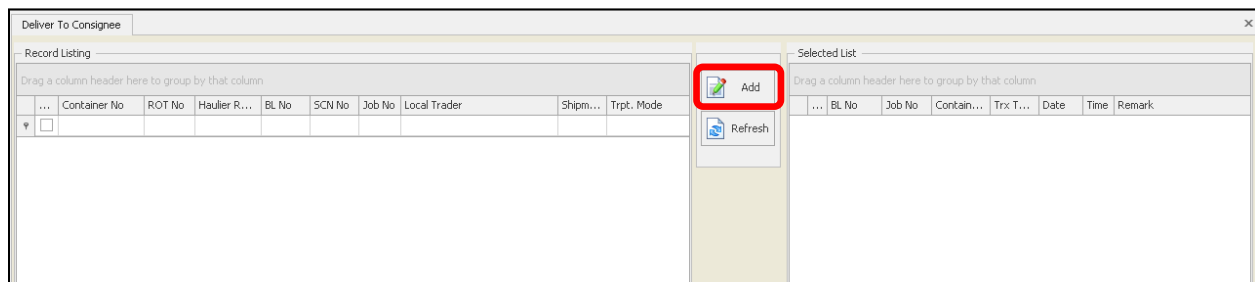 Deliver To Consignee
Record Listing
Drag a column header here to group by that column
... Container No ROT No Haulier R... BL No SCN No Job No Local Trader Shipm... Trpt. Mode
Add
Refresh
Selected List
Drag a column header here to group by that column
... BL No Job No Contain... Trx T... Date Time Remark